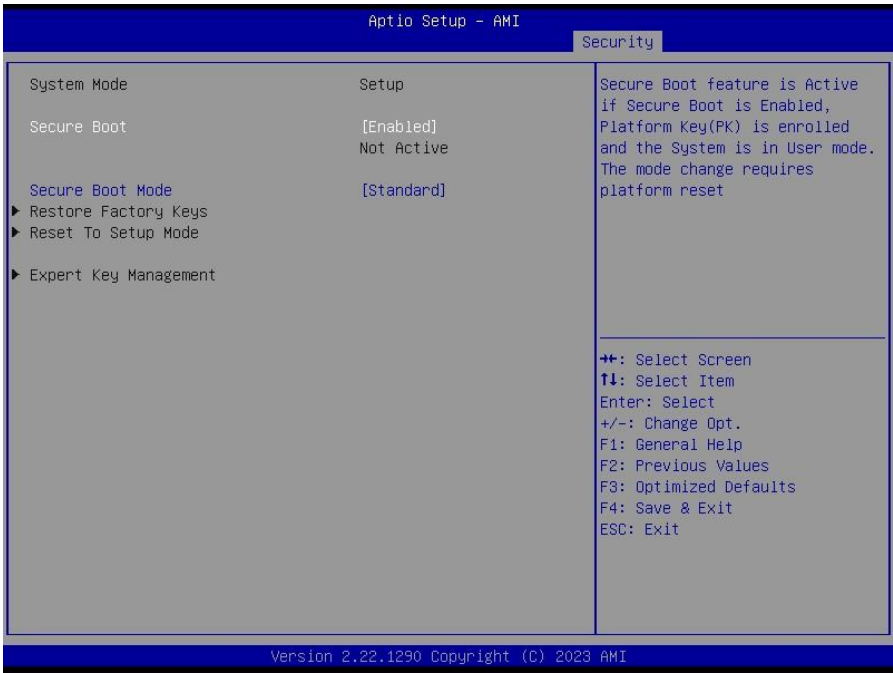 Aptio Setup – AMI
Security
System Mode Setup
Secure Boot [Enabled]
Not Active
Secure Boot Mode [Standard]
▶ Restore Factory Keys
▶ Reset To Setup Mode
▶ Expert Key Management
Secure Boot feature is Active
if Secure Boot is Enabled,
Platform Key(PK) is enrolled
and the System is in User mode.
The mode change requires
platform reset
→←: Select Screen
↑↓: Select Item
Enter: Select
+/-: Change Opt.
F1: General Help
F2: Previous Values
F3: Optimized Defaults
F4: Save & Exit
ESC: Exit
Version 2.22.1290 Copyright (C) 2023 AMI